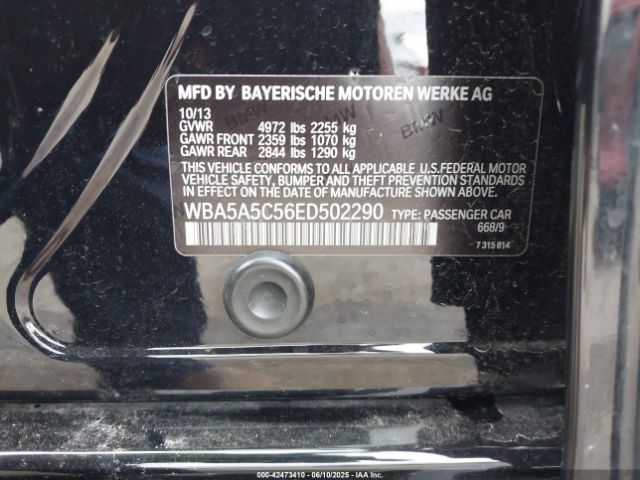 MFD BY BAYERISCHE MOTOREN WERKE AG
10/13
GVWR 4972 lbs 2255 kg
GAWR FRONT 2359 lbs 1070 kg
GAWR REAR 2844 lbs 1290 kg
THIS VEHICLE CONFORMS TO ALL APPLICABLE U.S.FEDERAL MOTOR
VEHICLE SAFETY, BUMPER AND THEFT PREVENTION STANDARDS
IN EFFECT ON THE DATE OF MANUFACTURE SHOWN ABOVE.
WBA5A5C56ED502290 TYPE: PASSENGER CAR
668/9
7 315 814
000-42473410 - 06/10/2025 - IAAI.COM